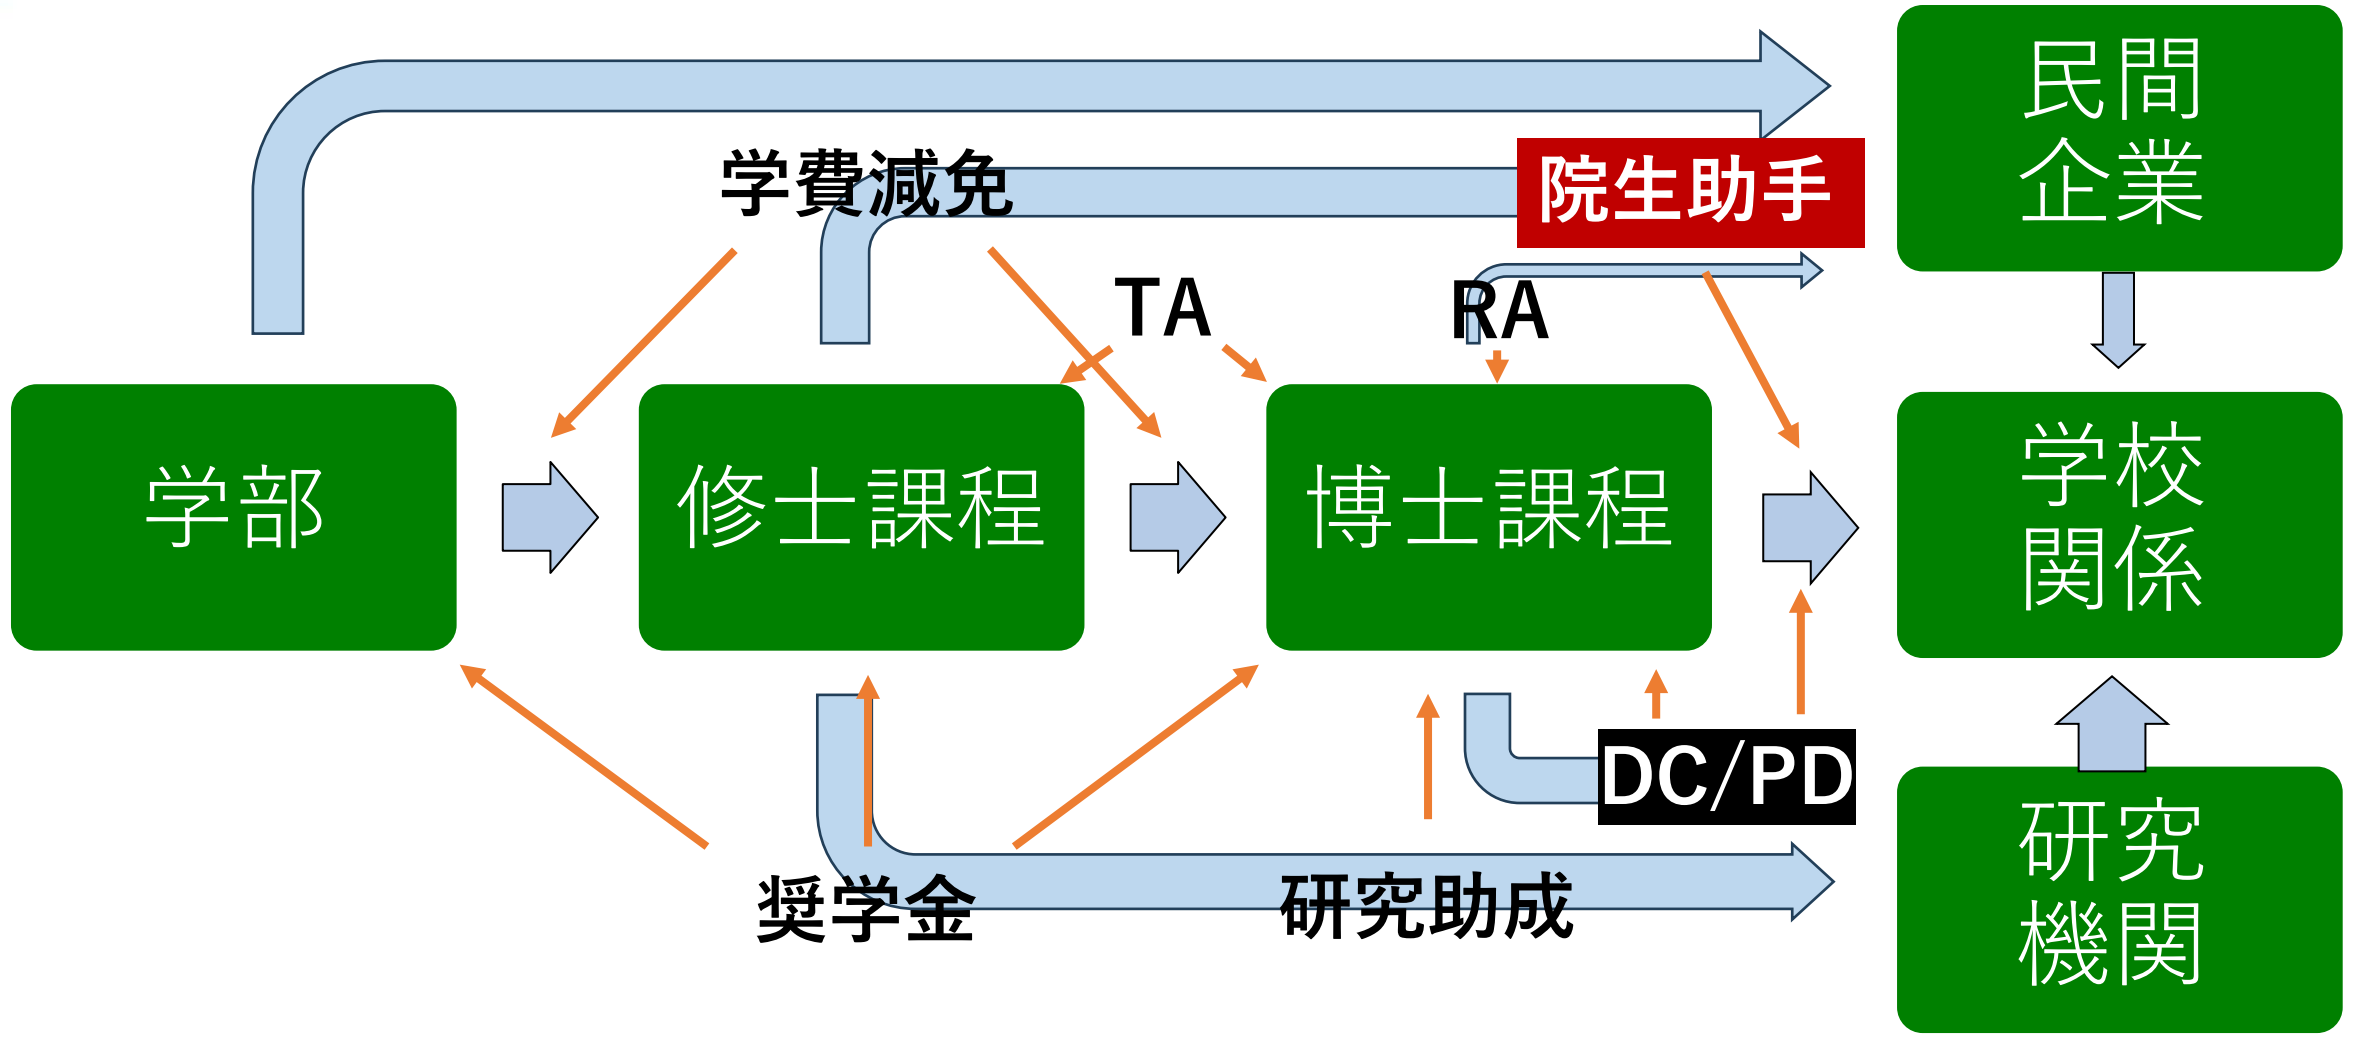 民間
企業
学費減免
院生助手
TA
RA
学部
修士課程
博士課程
学校
関係
DC/PD
奨学金
研究助成
研究
機関